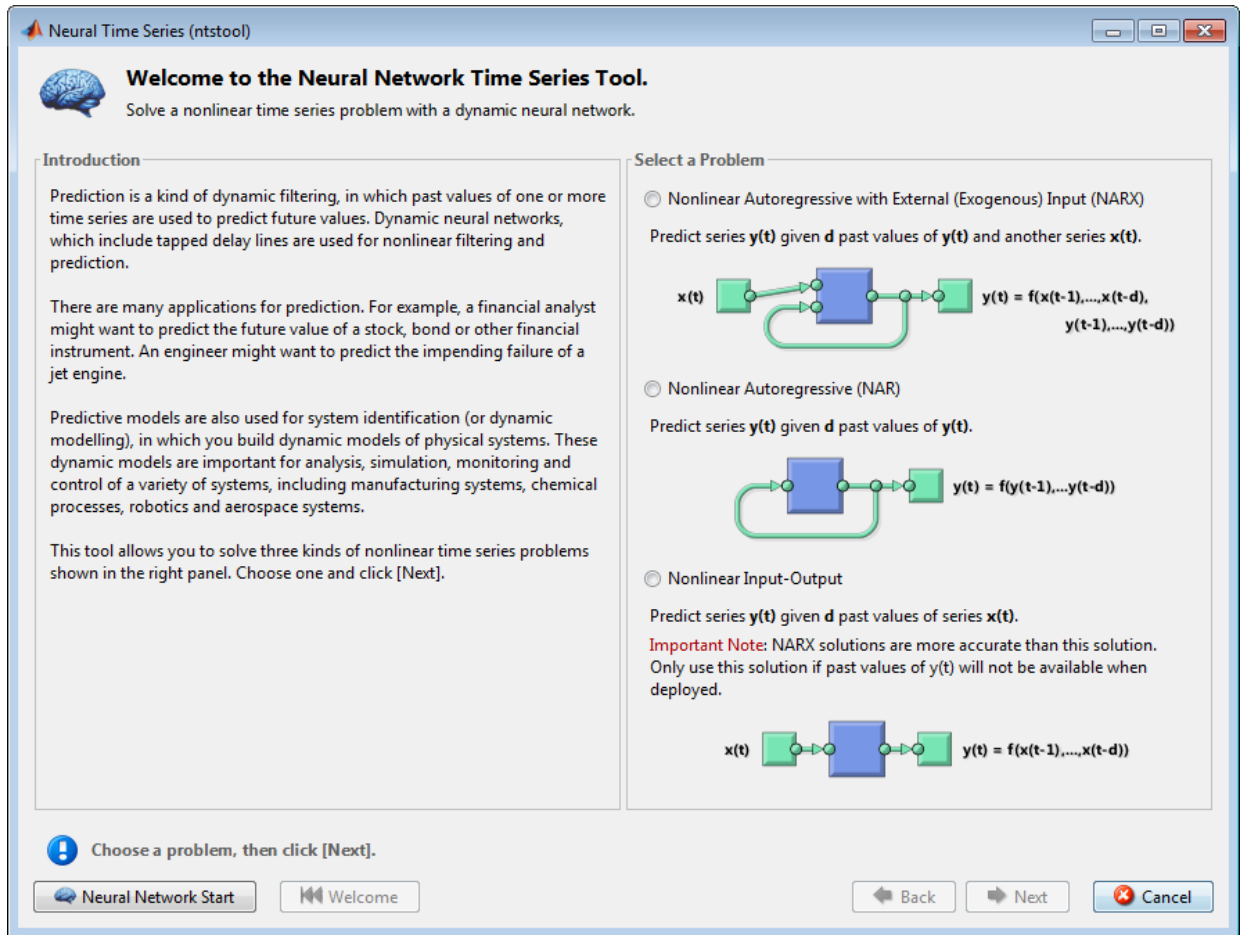 Neural Time Series (ntstool)
Welcome to the Neural Network Time Series Tool.
Solve a nonlinear time series problem with a dynamic neural network.
Introduction
Prediction is a kind of dynamic filtering, in which past values of one or more
time series are used to predict future values. Dynamic neural networks,
which include tapped delay lines are used for nonlinear filtering and
prediction.
There are many applications for prediction. For example, a financial analyst
might want to predict the future value of a stock, bond or other financial
instrument. An engineer might want to predict the impending failure of a
jet engine.
Predictive models are also used for system identification (or dynamic
modelling), in which you build dynamic models of physical systems. These
dynamic models are important for analysis, simulation, monitoring and
control of a variety of systems, including manufacturing systems, chemical
processes, robotics and aerospace systems.
This tool allows you to solve three kinds of nonlinear time series problems
shown in the right panel. Choose one and click [Next].
Select a Problem
Nonlinear Autoregressive with External (Exogenous) Input (NARX)
Predict series y(t) given d past values of y(t) and another series x(t).
x(t)
y(t) = f(x(t-1),...,x(t-d),
y(t-1),...,y(t-d))
Nonlinear Autoregressive (NAR)
Predict series y(t) given d past values of y(t).
y(t) = f(y(t-1),...y(t-d))
Nonlinear Input-Output
Predict series y(t) given d past values of series x(t).
Important Note: NARX solutions are more accurate than this solution.
Only use this solution if past values of y(t) will not be available when
deployed.
x(t)
y(t) = f(x(t-1),...,x(t-d))
Choose a problem, then click [Next].
Neural Network Start
Welcome
Back
Next
Cancel